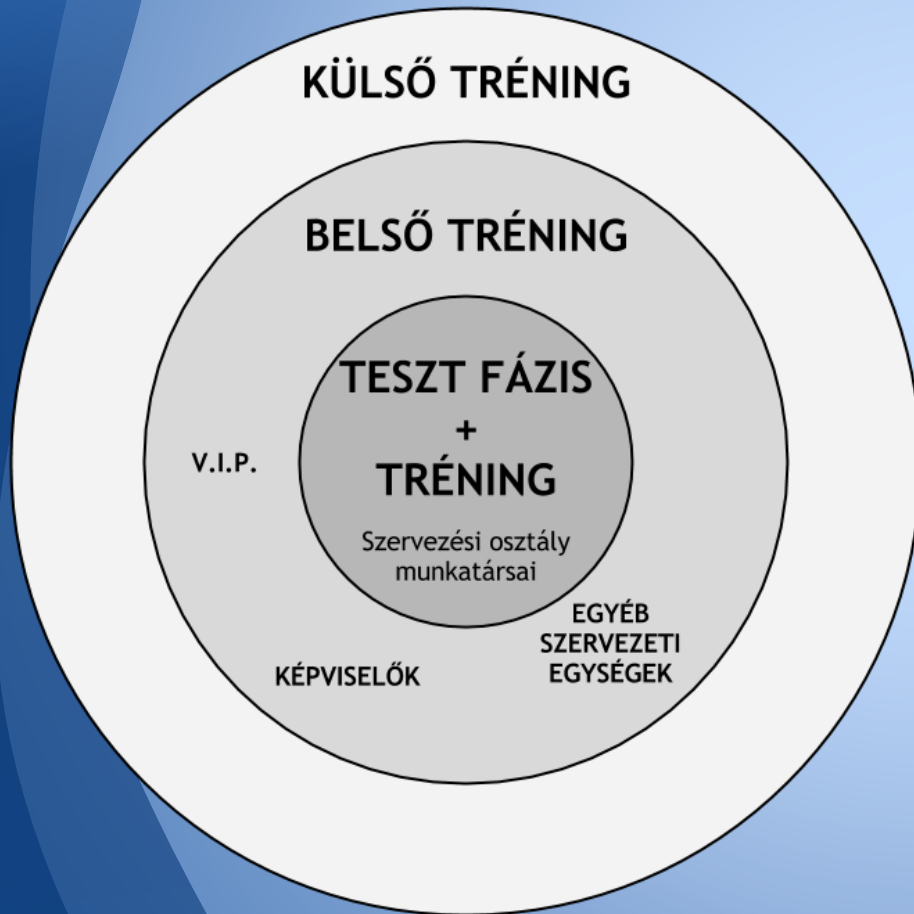 KÜLSŐ TRÉNING
BELSŐ TRÉNING
TESZT FÁZIS
+
TRÉNING
V.I.P.
Szervezési osztály
munkatársai
EGYÉB
SZERVEZETI
EGYSÉGEK
KÉPVISELŐK